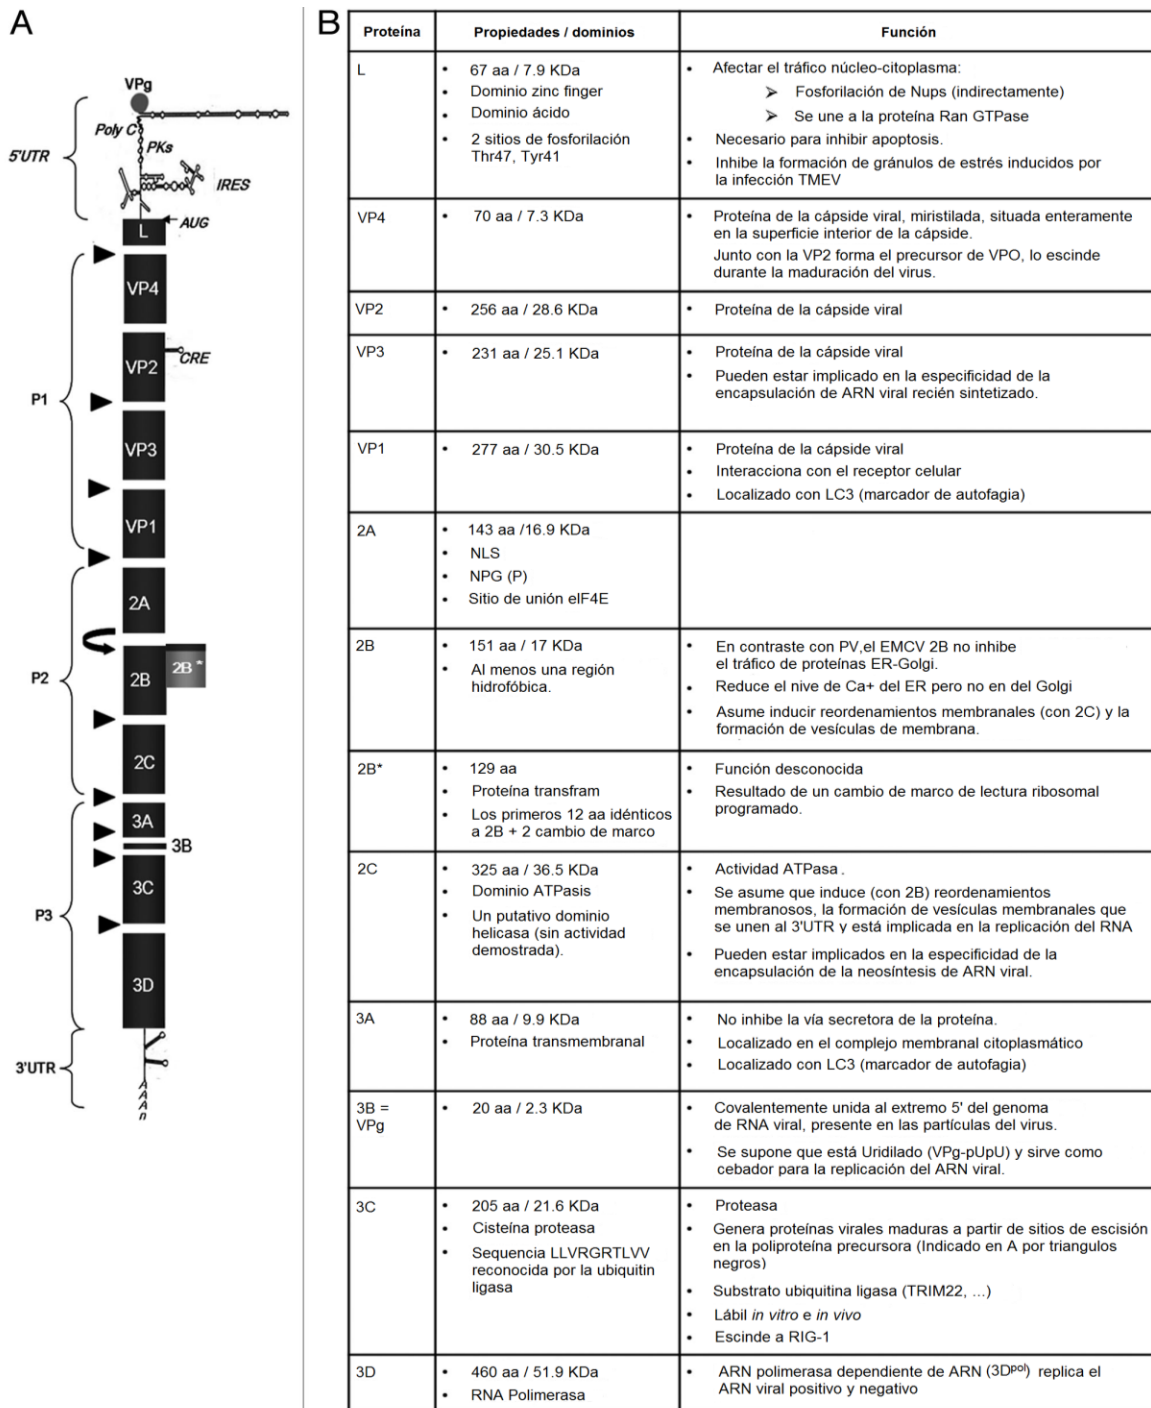 A
VPg
Poly C
PKs
5'UTR
IRES
AUG
L
VP4
VP2
CRE
P1
VP3
VP1
2A
2B *
P2
2B
2C
3A
3B
3C
P3
3D
3'UTR
A
A
A
n
B
Proteína
Propiedades / dominios
Función
L
• 67 aa / 7.9 KDa
• Dominio zinc finger
• Dominio ácido
• 2 sitios de fosforilación
Thr47, Tyr41
• Afectar el tráfico núcleo-citoplasma:
➢ Fosforilación de Nups (indirectamente)
➢ Se une a la proteína Ran GTPase
• Necesario para inhibir apoptosis.
• Inhibe la formación de gránulos de estrés inducidos por
la infección TMEV
VP4
• 70 aa / 7.3 KDa
• Proteína de la cápside viral, miristilada, situada enteramente
en la superficie interior de la cápside.
Junto con la VP2 forma el precursor de VPO, lo escinde
durante la maduración del virus.
VP2
• 256 aa / 28.6 KDa
• Proteína de la cápside viral
VP3
• 231 aa / 25.1 KDa
• Proteína de la cápside viral
• Pueden estar implicado en la especificidad de la
encapsulación de ARN viral recién sintetizado.
VP1
• 277 aa / 30.5 KDa
• Proteína de la cápside viral
• Interacciona con el receptor celular
• Localizado con LC3 (marcador de autofagia)
2A
• 143 aa /16.9 KDa
• NLS
• NPG (P)
• Sitio de unión eIF4E
2B
• 151 aa / 17 KDa
• Al menos una región
hidrofóbica.
• En contraste con PV,el EMCV 2B no inhibe
el tráfico de proteínas ER-Golgi.
• Reduce el nive de Ca+ del ER pero no en del Golgi
• Asume inducir reordenamientos membranales (con 2C) y la
formación de vesículas de membrana.
2B*
• 129 aa
• Proteína transfram
• Los primeros 12 aa idénticos
a 2B + 2 cambio de marco
• Función desconocida
• Resultado de un cambio de marco de lectura ribosomal
programado.
2C
• 325 aa / 36.5 KDa
• Dominio ATPasis
• Un putativo dominio
helicasa (sin actividad
demostrada).
• Actividad ATPasa .
• Se asume que induce (con 2B) reordenamientos
membranosos, la formación de vesículas membranales que
se unen al 3'UTR y está implicada en la replicación del RNA
• Pueden estar implicados en la especificidad de la
encapsulación de la neosíntesis de ARN viral.
3A
• 88 aa / 9.9 KDa
• Proteína transmembranal
• No inhibe la vía secretora de la proteína.
• Localizado en el complejo membranal citoplasmático
• Localizado con LC3 (marcador de autofagia)
3B =
VPg
• 20 aa / 2.3 KDa
• Covalentemente unida al extremo 5' del genoma
de RNA viral, presente en las partículas del virus.
• Se supone que está Uridilado (VPg-pUpU) y sirve como
cebador para la replicación del ARN viral.
3C
• 205 aa / 21.6 KDa
• Cisteína proteasa
• Sequencia LLVRGRTLVV
reconocida por la ubiquitin
ligasa
• Proteasa
• Genera proteínas virales maduras a partir de sitios de escisión
en la poliproteína precursora (Indicado en A por triangulos
negros)
• Substrato ubiquitina ligasa (TRIM22, ...)
• Lábil in vitro e in vivo
• Escinde a RIG-1
3D
• 460 aa / 51.9 KDa
• RNA Polimerasa
• ARN polimerasa dependiente de ARN (3Dpol) replica el
ARN viral positivo y negativo